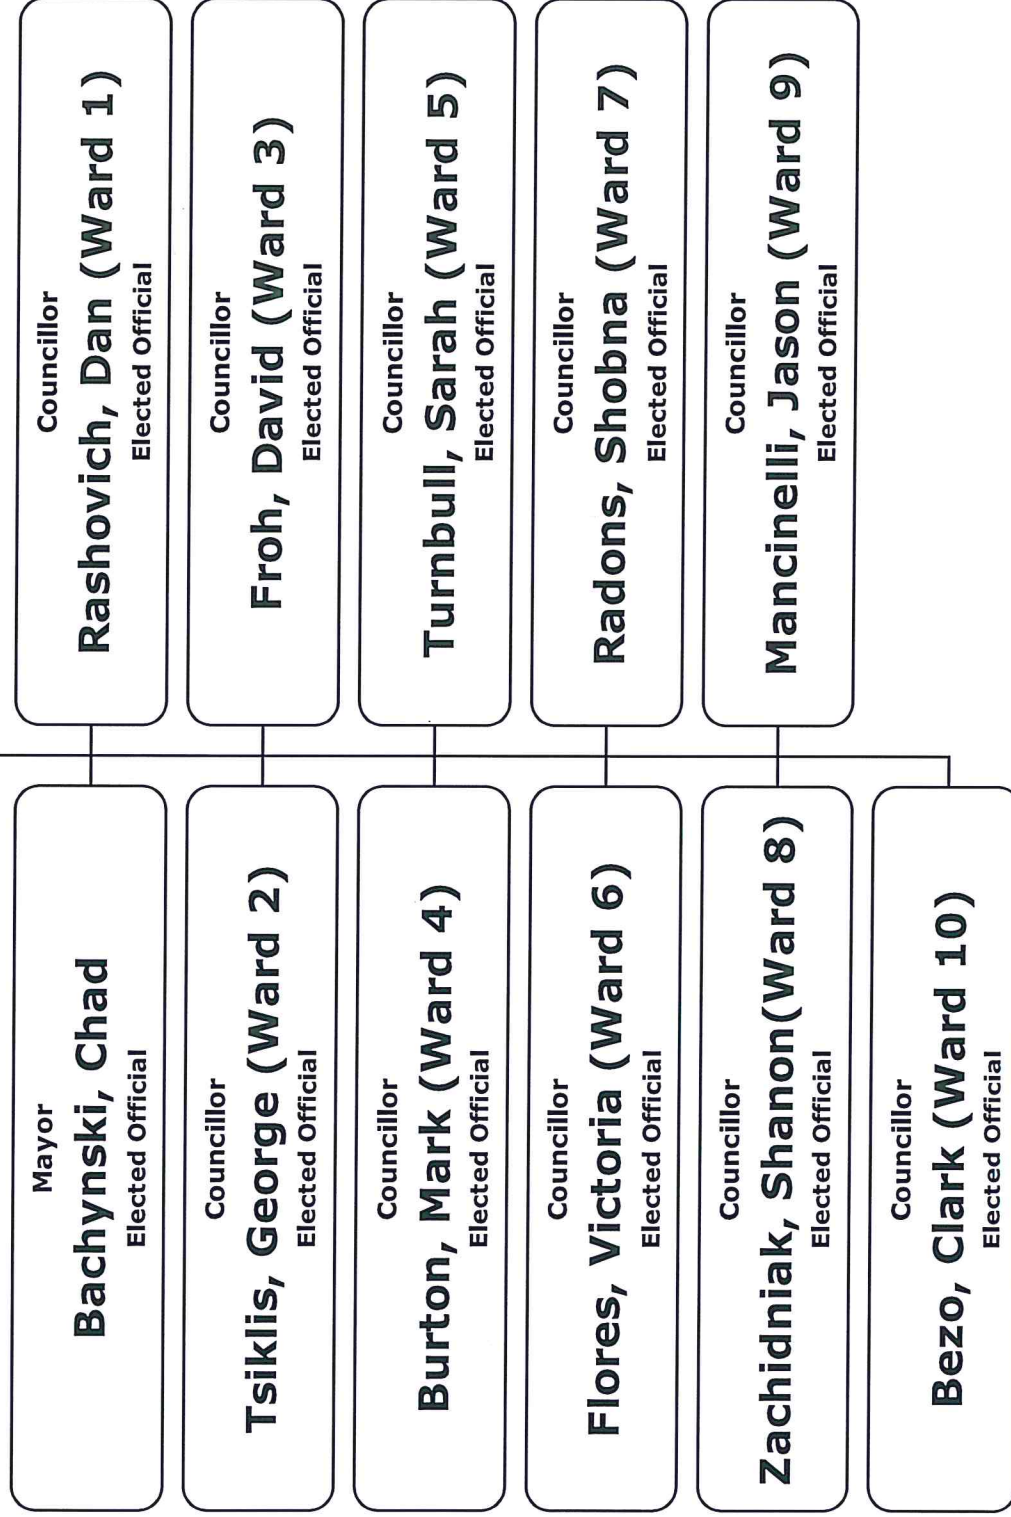 Mayor
Bachynski, Chad
Elected Official
Councillor
Rashovich, Dan (Ward 1)
Elected Official
Councillor
Tsiklis, George (Ward 2)
Elected Official
Councillor
Froh, David (Ward 3)
Elected Official
Councillor
Burton, Mark (Ward 4)
Elected Official
Councillor
Turnbull, Sarah (Ward 5)
Elected Official
Councillor
Flores, Victoria (Ward 6)
Elected Official
Councillor
Radons, Shobna (Ward 7)
Elected Official
Councillor
Zachidniak, Shanon(Ward 8)
Elected Official
Councillor
Mancinelli, Jason (Ward 9)
Elected Official
Councillor
Bezo, Clark (Ward 10)
Elected Official